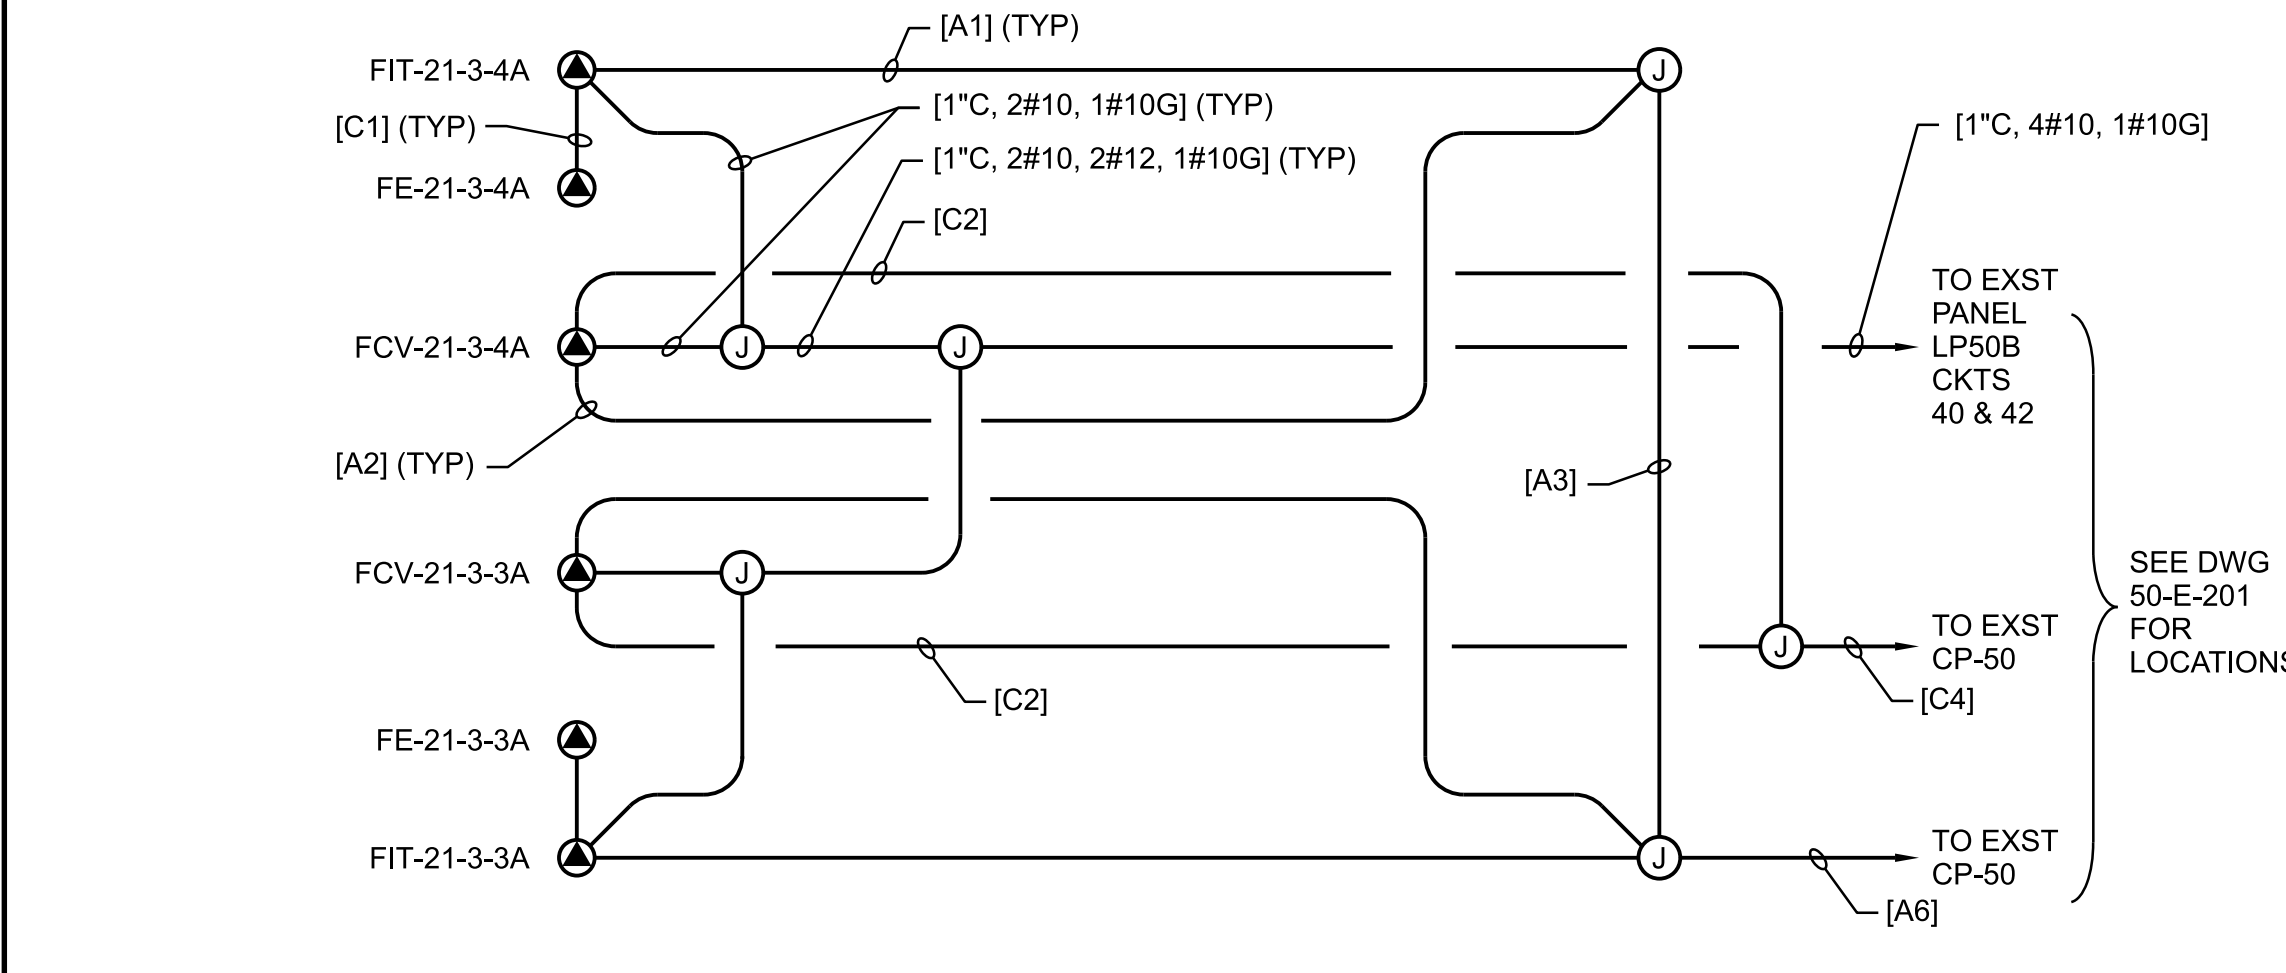 [A1] (TYP)
FIT-21-3-4A
J
[1"C, 2#10, 1#10G] (TYP)
[C1] (TYP)
[1"C, 4#10, 1#10G]
[1"C, 2#10, 2#12, 1#10G] (TYP)
FE-21-3-4A
[C2]
TO EXST
PANEL
LP50B
CKTS
40 & 42
FCV-21-3-4A
J
J
[A2] (TYP)
[A3]
SEE DWG
50-E-201
FOR
LOCATIONS
FCV-21-3-3A
J
J
TO EXST
CP-50
[C2]
[C4]
FE-21-3-3A
FIT-21-3-3A
J
TO EXST
CP-50
[A6]